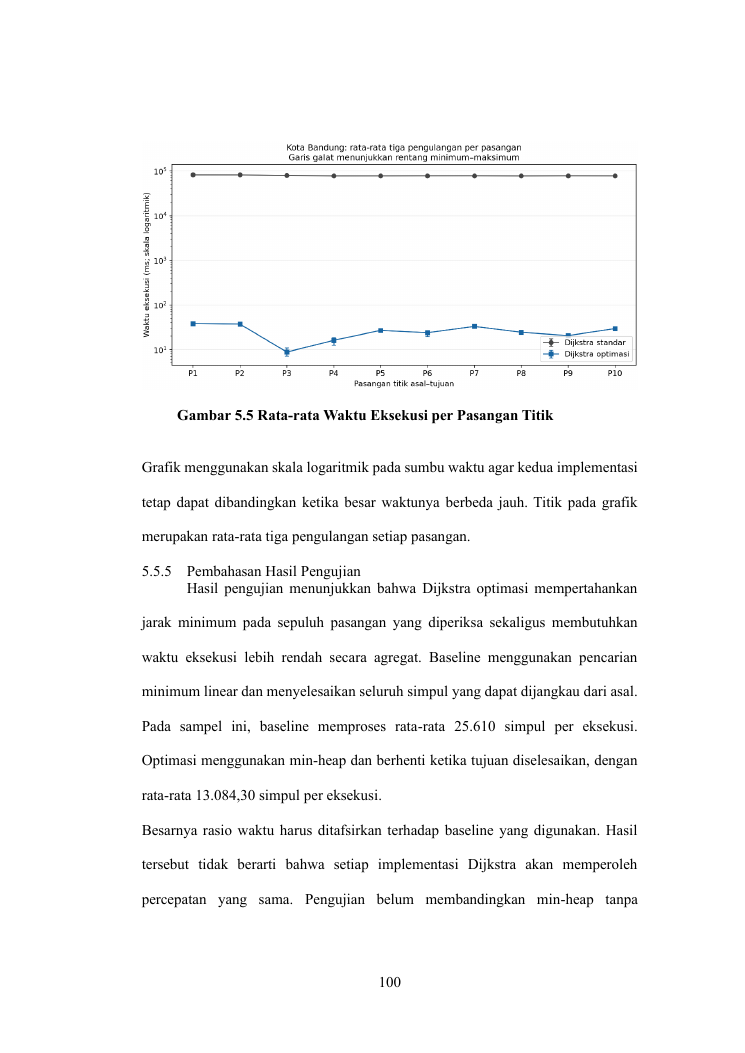 Kota Bandung: rata-rata tiga pengulangan per pasangan
Garis galat menunjukkan rentang minimum–maksimum
Waktu eksekusi (ms; skala logaritmik)
10⁵
10⁴
10³
10²
10¹
P1 P2 P3 P4 P5 P6 P7 P8 P9 P10
Pasangan titik asal–tujuan
Dijkstra standar
Dijkstra optimasi
Gambar 5.5 Rata-rata Waktu Eksekusi per Pasangan Titik
Grafik menggunakan skala logaritmik pada sumbu waktu agar kedua implementasi
tetap dapat dibandingkan ketika besar waktunya berbeda jauh. Titik pada grafik
merupakan rata-rata tiga pengulangan setiap pasangan.
5.5.5 Pembahasan Hasil Pengujian
Hasil pengujian menunjukkan bahwa Dijkstra optimasi mempertahankan
jarak minimum pada sepuluh pasangan yang diperiksa sekaligus membutuhkan
waktu eksekusi lebih rendah secara agregat. Baseline menggunakan pencarian
minimum linear dan menyelesaikan seluruh simpul yang dapat dijangkau dari asal.
Pada sampel ini, baseline memproses rata-rata 25.610 simpul per eksekusi.
Optimasi menggunakan min-heap dan berhenti ketika tujuan diselesaikan, dengan
rata-rata 13.084,30 simpul per eksekusi.
Besarnya rasio waktu harus ditafsirkan terhadap baseline yang digunakan. Hasil
tersebut tidak berarti bahwa setiap implementasi Dijkstra akan memperoleh
percepatan yang sama. Pengujian belum membandingkan min-heap tanpa
100